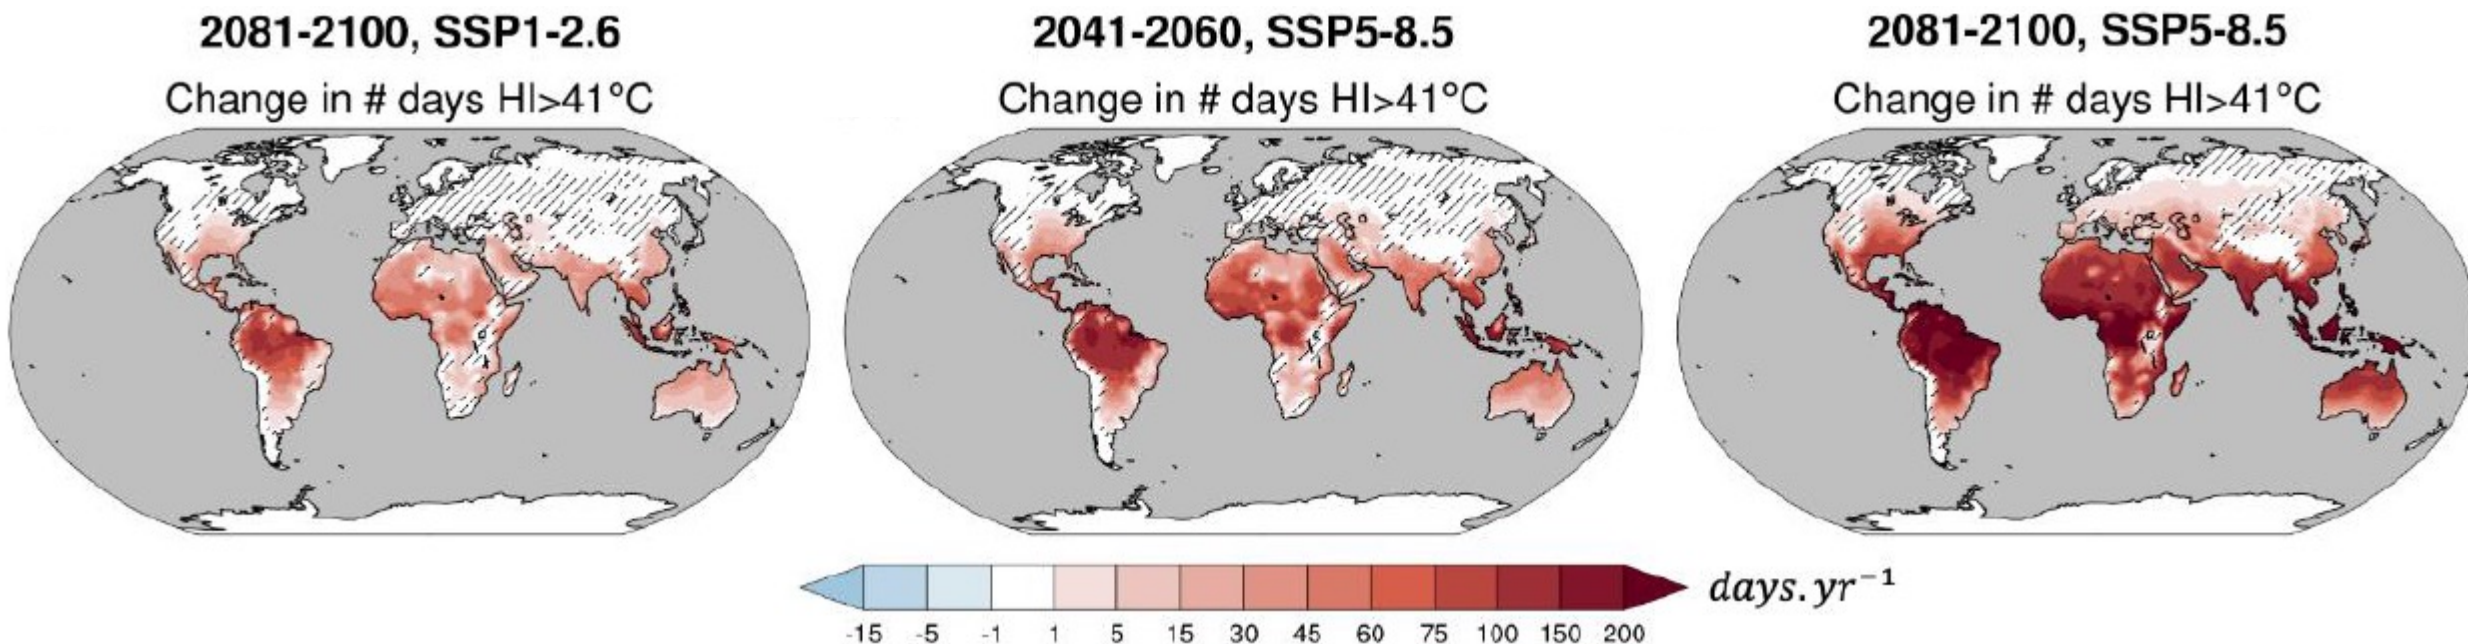 2081-2100, SSP1-2.6
Change in # days HI>41°C
2041-2060, SSP5-8.5
Change in # days HI>41°C
2081-2100, SSP5-8.5
Change in # days HI>41°C
days.yr⁻¹
-15 -5 -1 1 5 15 30 45 60 75 100 150 200